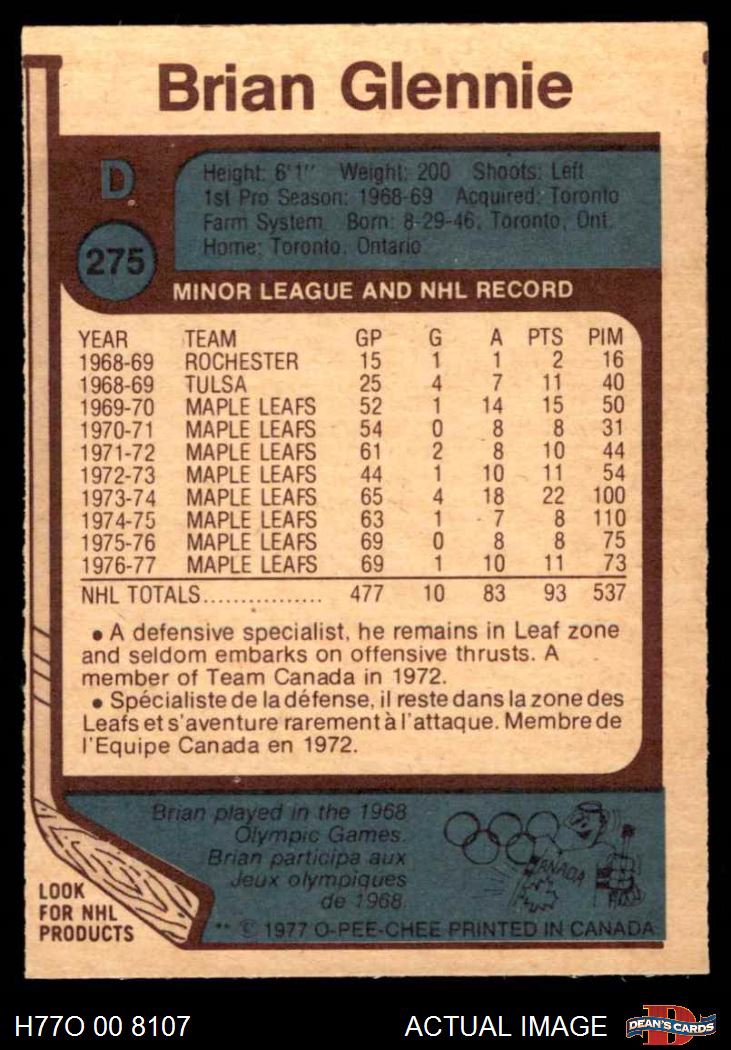 Brian Glennie
D
275
Height: 6'1" Weight: 200 Shoots: Left
1st Pro Season: 1968-69 Acquired: Toronto
Farm System. Born: 8-29-46, Toronto, Ont.
Home: Toronto, Ontario
MINOR LEAGUE AND NHL RECORD
YEAR TEAM GP G A PTS PIM
1968-69 ROCHESTER 15 1 1 2 16
1968-69 TULSA 25 4 7 11 40
1969-70 MAPLE LEAFS 52 1 14 15 50
1970-71 MAPLE LEAFS 54 0 8 8 31
1971-72 MAPLE LEAFS 61 2 8 10 44
1972-73 MAPLE LEAFS 44 1 10 11 54
1973-74 MAPLE LEAFS 65 4 18 22 100
1974-75 MAPLE LEAFS 63 1 7 8 110
1975-76 MAPLE LEAFS 69 0 8 8 75
1976-77 MAPLE LEAFS 69 1 10 11 73
NHL TOTALS................ 477 10 83 93 537
• A defensive specialist, he remains in Leaf zone
and seldom embarks on offensive thrusts. A
member of Team Canada in 1972.
• Spécialiste de la défense, il reste dans la zone des
Leafs et s'aventure rarement à l'attaque. Membre de
l'Equipe Canada en 1972.
Brian played in the 1968
Olympic Games.
Brian participa aux
Jeux olympiques
de 1968.
CANADA
LOOK
FOR NHL
PRODUCTS
** © 1977 O-PEE-CHEE PRINTED IN CANADA
H77O 00 8107
ACTUAL IMAGE
D
DEAN'S CARDS